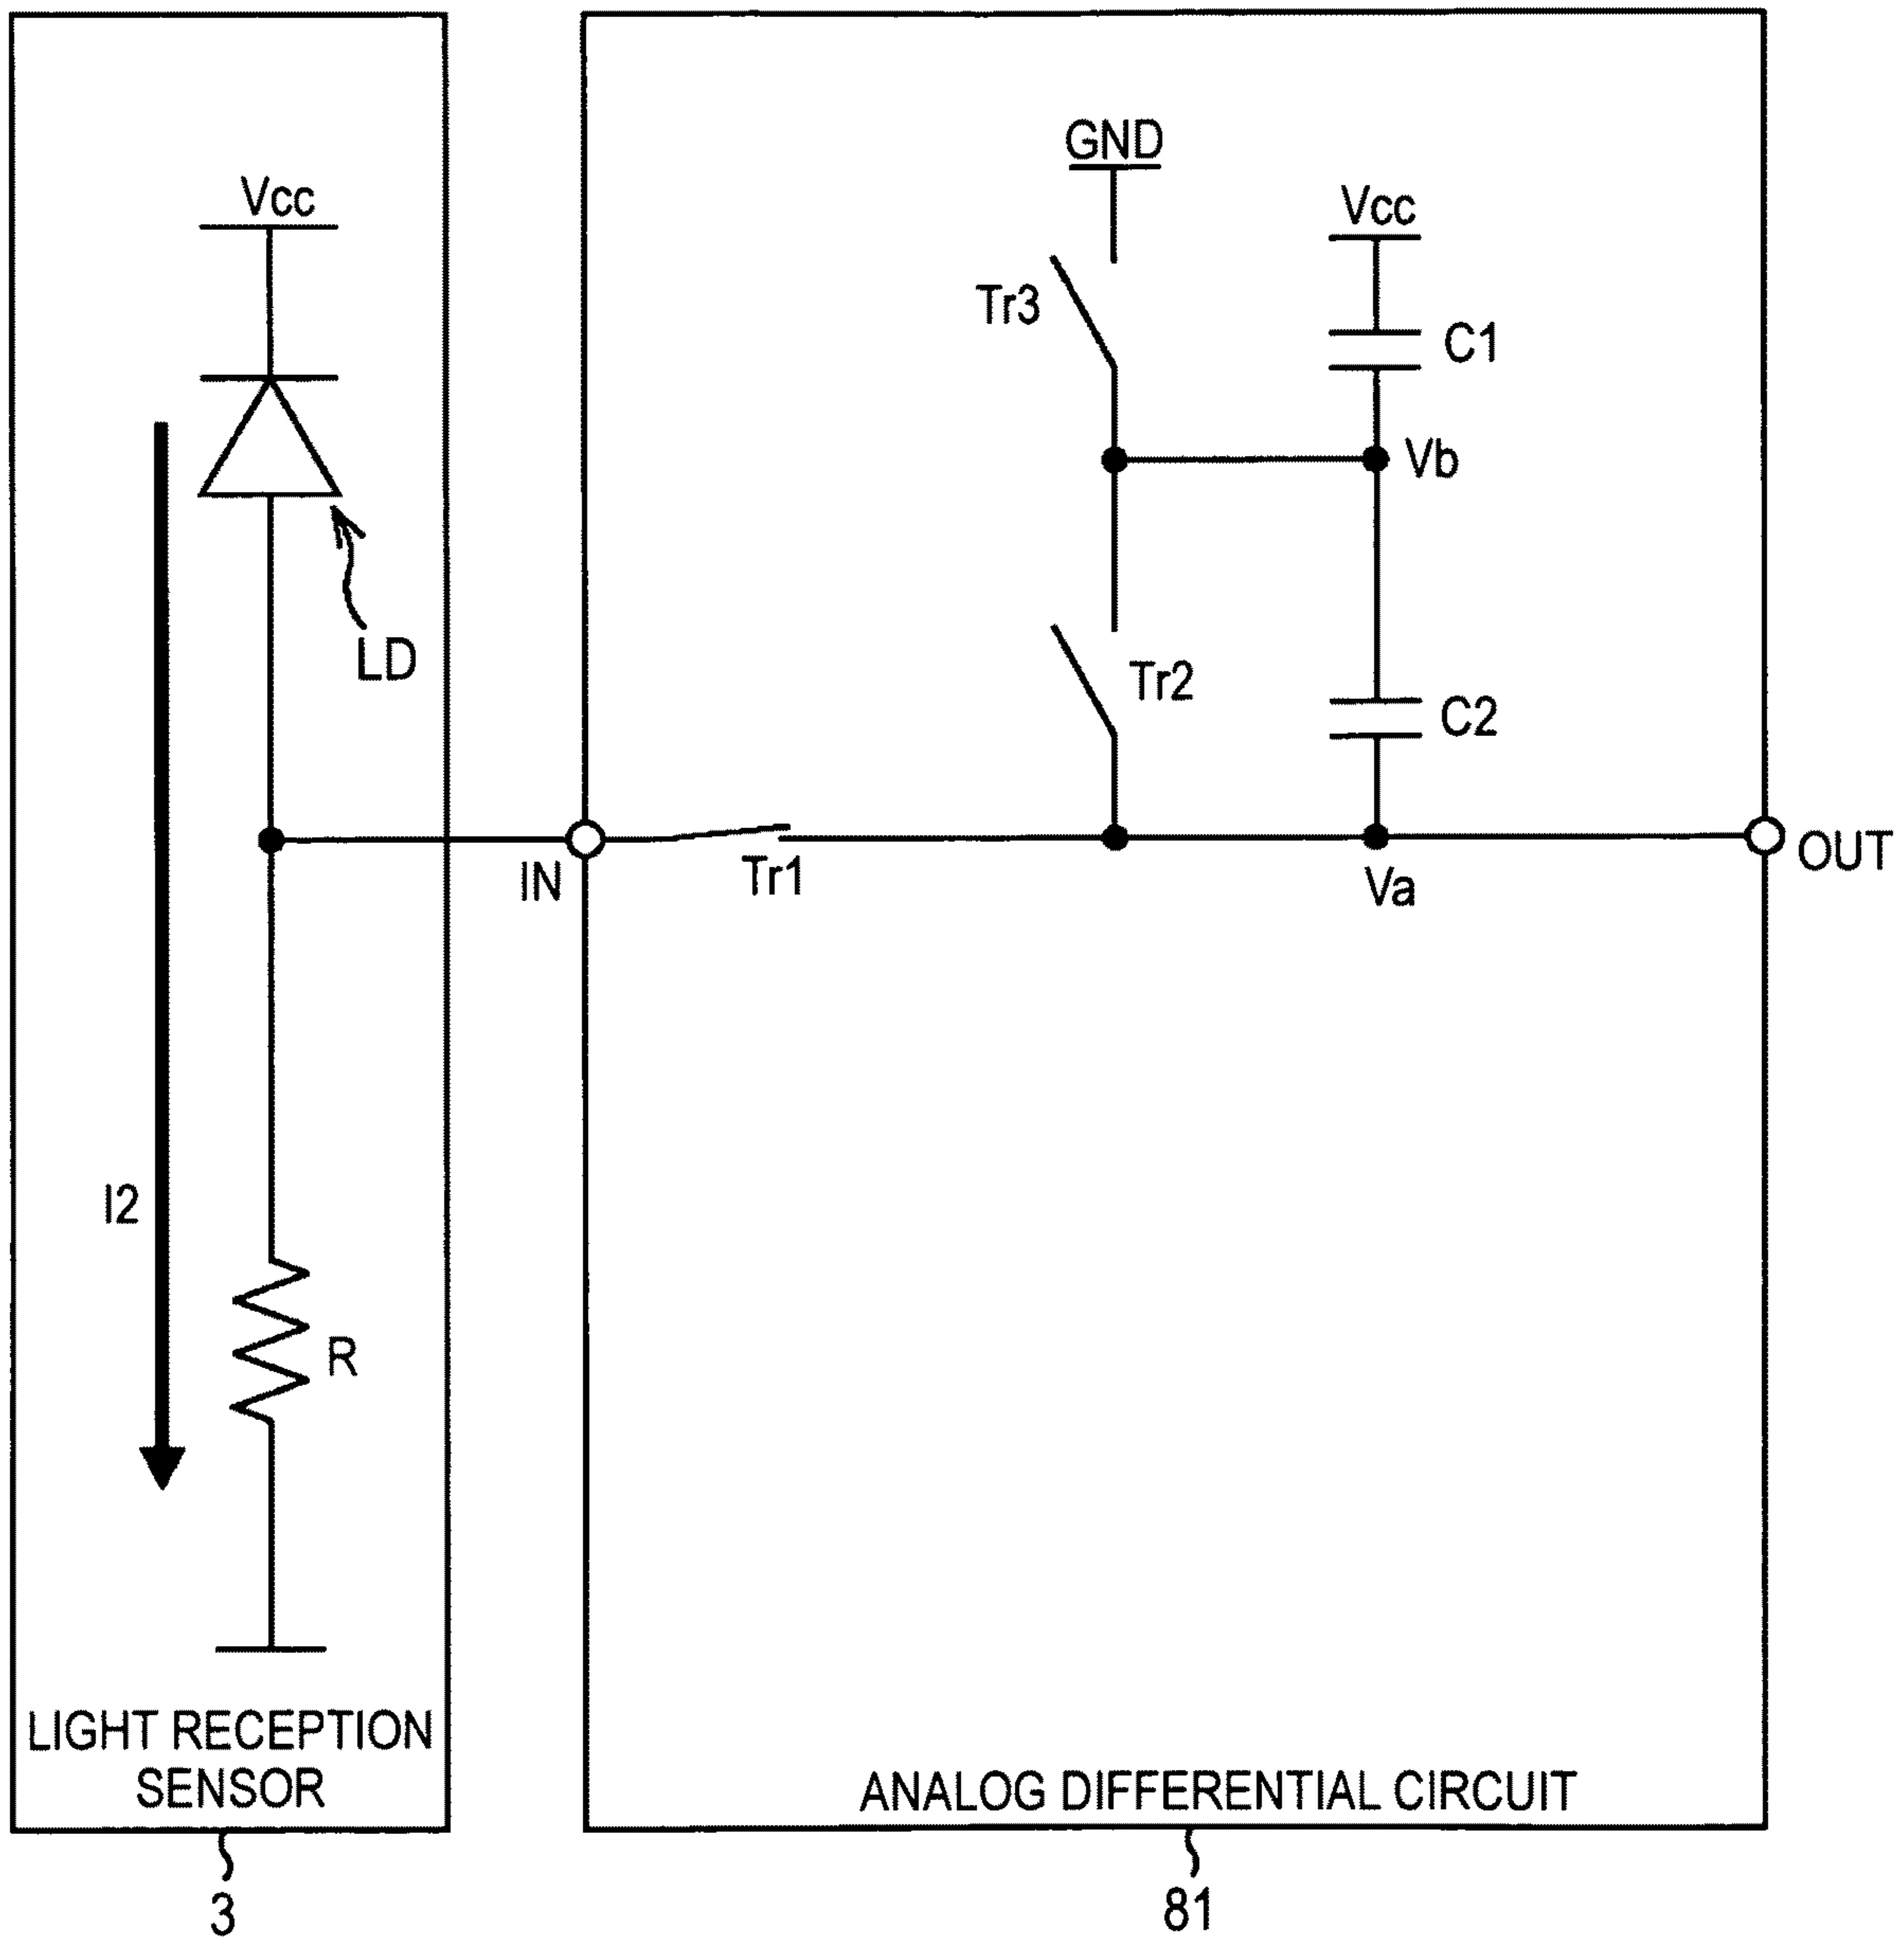 Vcc
LD
I2
R
LIGHT RECEPTION
SENSOR
3
GND
Vcc
Tr3
C1
Vb
Tr2
C2
IN
Tr1
Va
OUT
ANALOG DIFFERENTIAL CIRCUIT
81